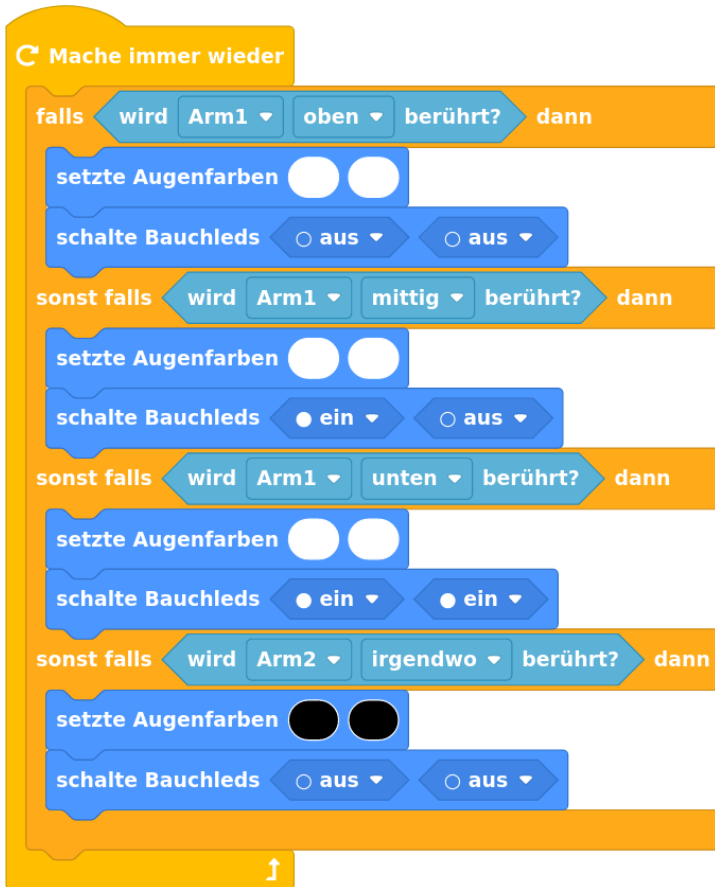 Mache immer wieder
falls wird Arm1 oben berührt? dann
setzte Augenfarben
schalte Bauchleds aus aus
sonst falls wird Arm1 mittig berührt? dann
setzte Augenfarben
schalte Bauchleds ein aus
sonst falls wird Arm1 unten berührt? dann
setzte Augenfarben
schalte Bauchleds ein ein
sonst falls wird Arm2 irgendwo berührt? dann
setzte Augenfarben
schalte Bauchleds aus aus